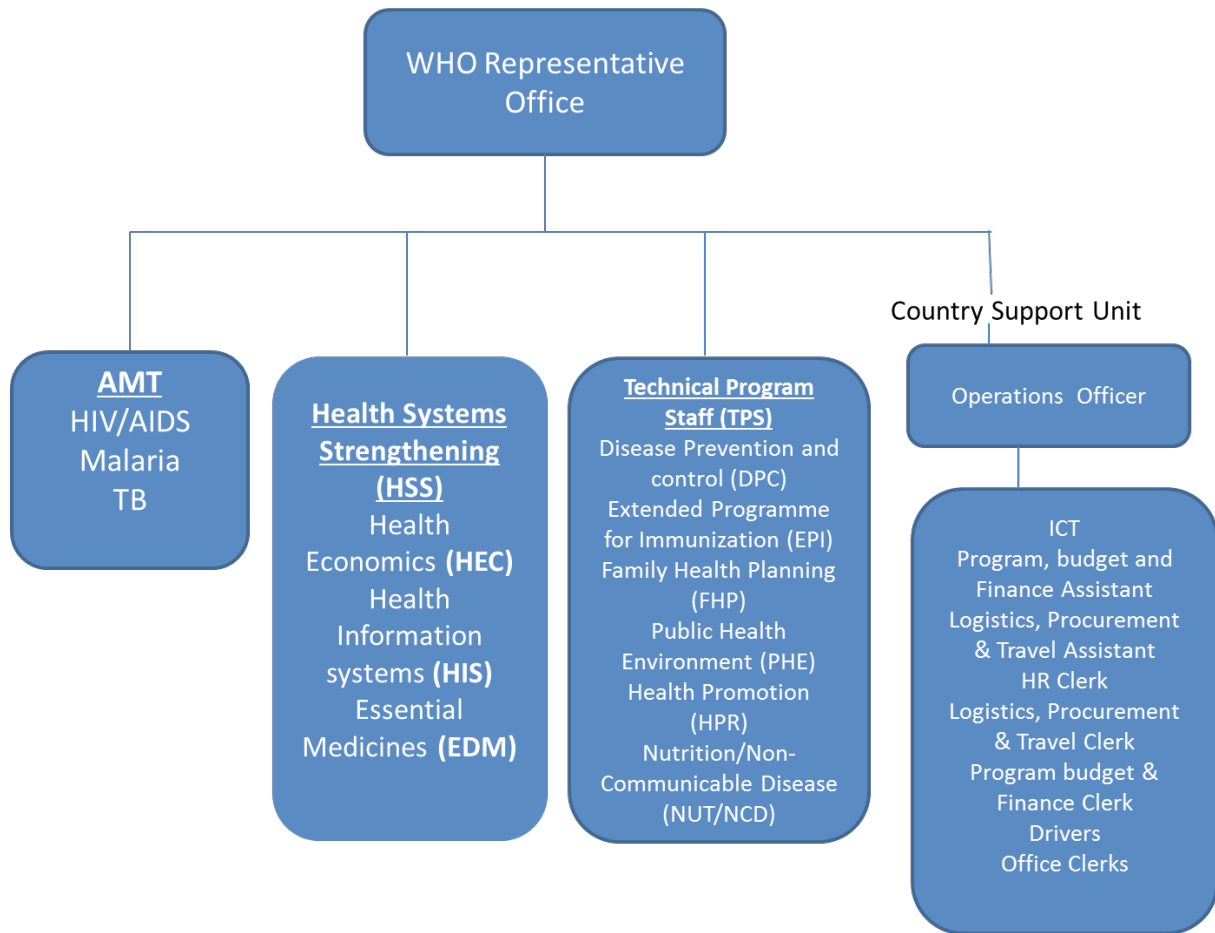 WHO Representative
Office
Country Support Unit
AMT
HIV/AIDS
Malaria
TB
Health Systems
Strengthening
(HSS)
Health
Economics (HEC)
Health
Information
systems (HIS)
Essential
Medicines (EDM)
Technical Program
Staff (TPS)
Disease Prevention and
control (DPC)
Extended Programme
for Immunization (EPI)
Family Health Planning
(FHP)
Public Health
Environment (PHE)
Health Promotion
(HPR)
Nutrition/Non-
Communicable Disease
(NUT/NCD)
Operations Officer
ICT
Program, budget and
Finance Assistant
Logistics, Procurement
& Travel Assistant
HR Clerk
Logistics, Procurement
& Travel Clerk
Program budget &
Finance Clerk
Drivers
Office Clerks